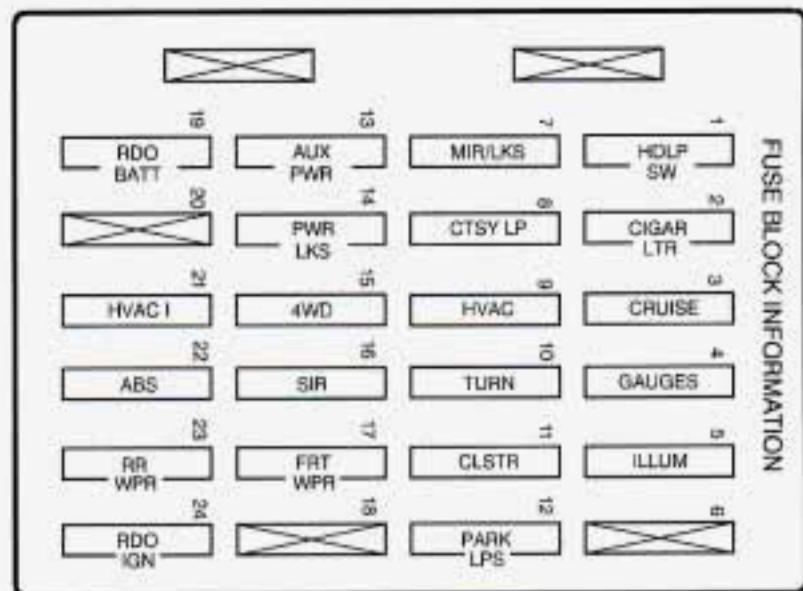 19
13
7
1
RDO
BATT
AUX
PWR
MIR/LKS
HDLP
SW
20
14
8
2
PWR
LKS
CTSY LP
CIGAR
LTR
21
15
9
3
HVAC I
4WD
HVAC
CRUISE
22
16
10
4
ABS
SIR
TURN
GAUGES
23
17
11
5
RR
WPR
FRT
WPR
CLSTR
ILLUM
24
18
12
6
RDO
IGN
PARK
LPS
FUSE BLOCK INFORMATION